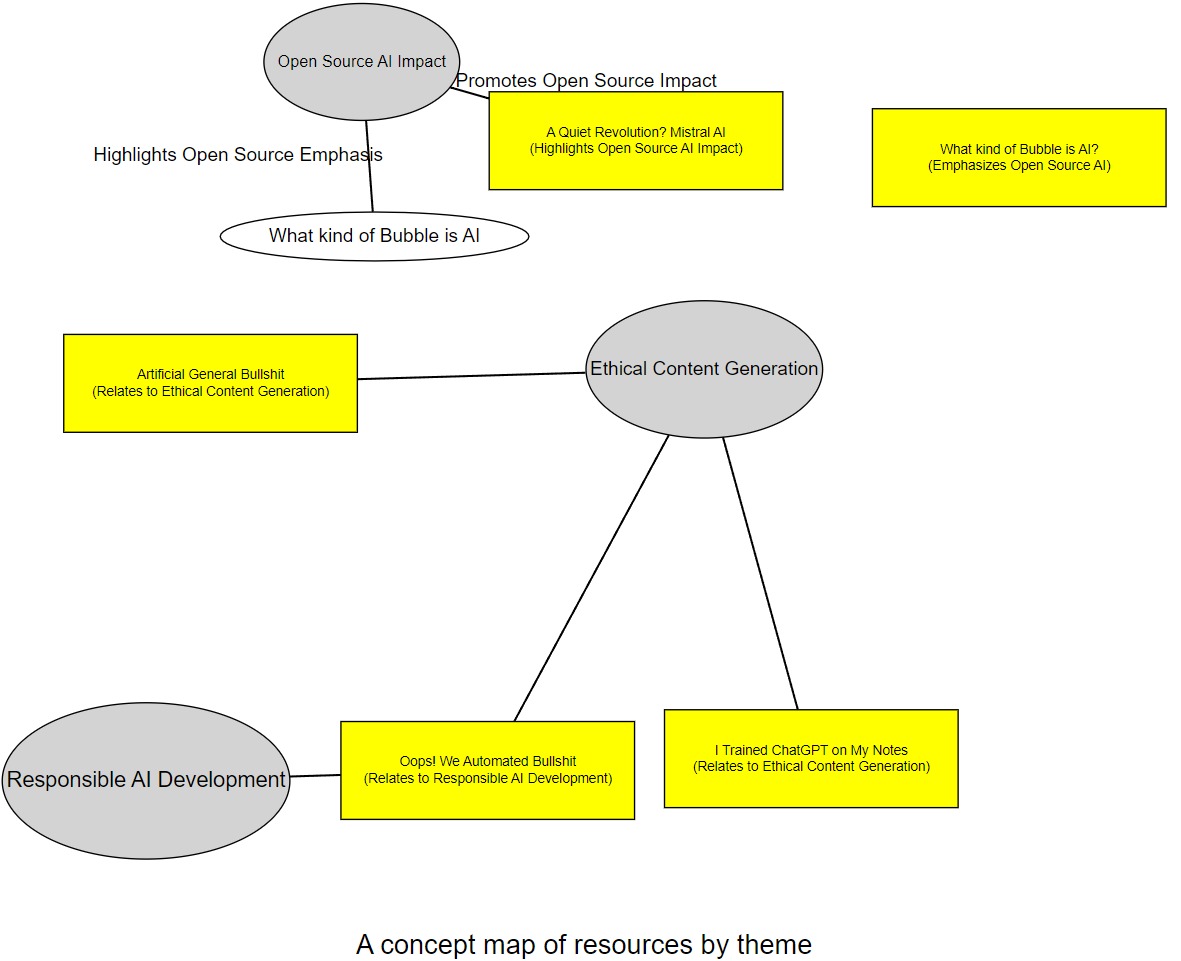 Open Source AI Impact
Promotes Open Source Impact
A Quiet Revolution? Mistral AI
(Highlights Open Source AI Impact)
What kind of Bubble is AI?
(Emphasizes Open Source AI)
Highlights Open Source Emphasis
What kind of Bubble is AI
Ethical Content Generation
Artificial General Bullshit
(Relates to Ethical Content Generation)
Responsible AI Development
Oops! We Automated Bullshit
(Relates to Responsible AI Development)
I Trained ChatGPT on My Notes
(Relates to Ethical Content Generation)
A concept map of resources by theme